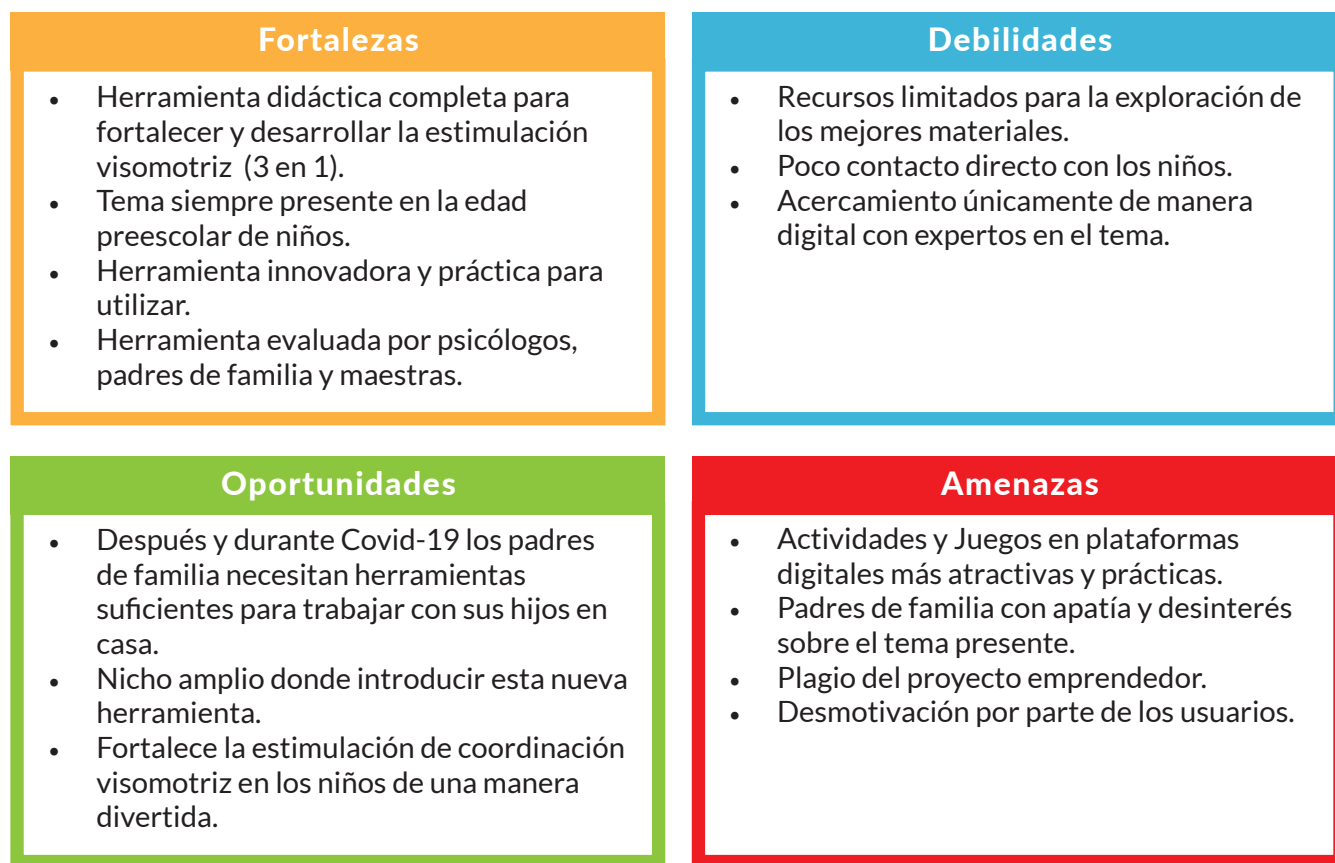 Fortalezas
• Herramienta didáctica completa para
fortalecer y desarrollar la estimulación
visomotriz (3 en 1).
• Tema siempre presente en la edad
preescolar de niños.
• Herramienta innovadora y práctica para
utilizar.
• Herramienta evaluada por psicólogos,
padres de familia y maestras.
Debilidades
• Recursos limitados para la exploración de
los mejores materiales.
• Poco contacto directo con los niños.
• Acercamiento únicamente de manera
digital con expertos en el tema.
Oportunidades
• Después y durante Covid-19 los padres
de familia necesitan herramientas
suficientes para trabajar con sus hijos en
casa.
• Nicho amplio donde introducir esta nueva
herramienta.
• Fortalece la estimulación de coordinación
visomotriz en los niños de una manera
divertida.
Amenazas
• Actividades y Juegos en plataformas
digitales más atractivas y prácticas.
• Padres de familia con apatía y desinterés
sobre el tema presente.
• Plagio del proyecto emprendedor.
• Desmotivación por parte de los usuarios.